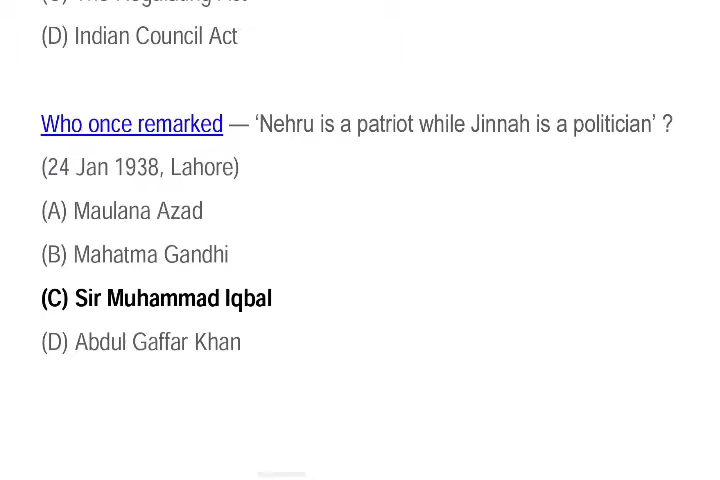 (D) Indian Council Act
Who once remarked — ‘Nehru is a patriot while Jinnah is a politician’ ?
(24 Jan 1938, Lahore)
(A) Maulana Azad
(B) Mahatma Gandhi
(C) Sir Muhammad Iqbal
(D) Abdul Gaffar Khan